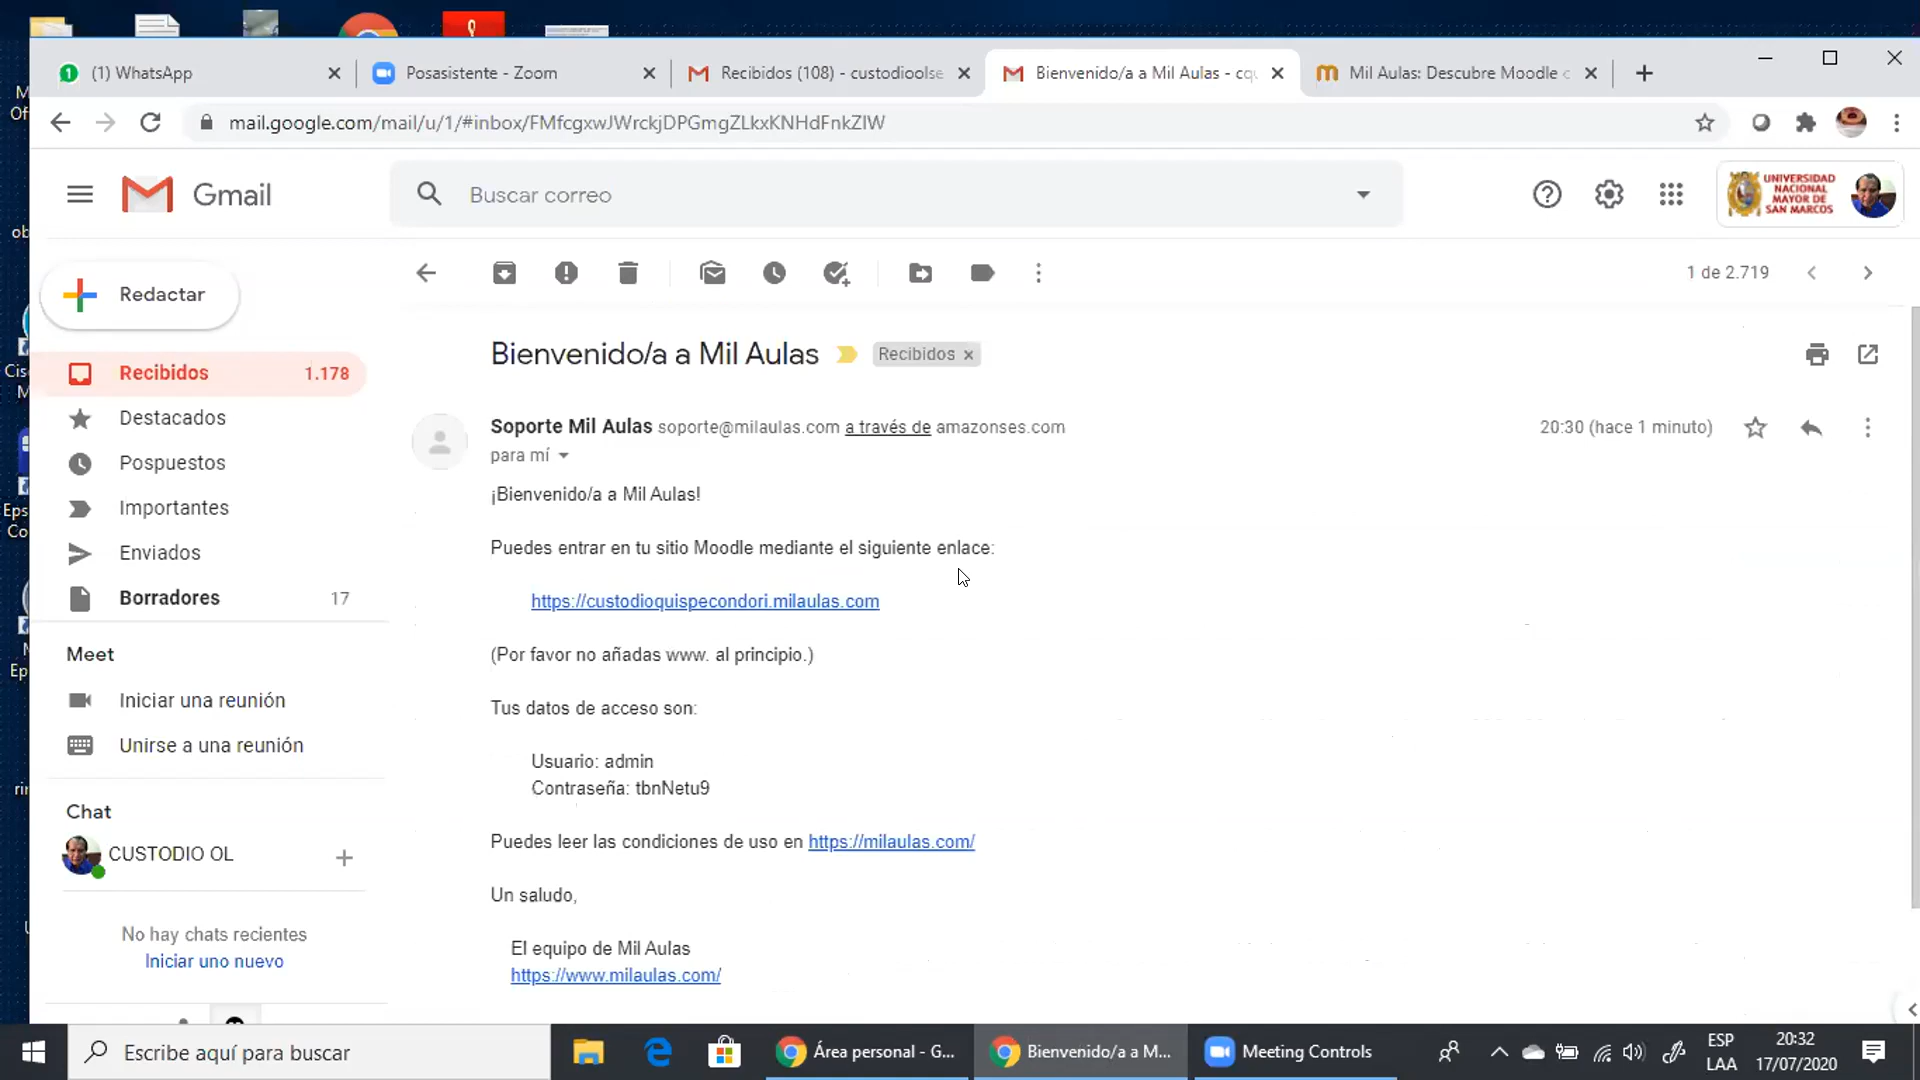 (1) WhatsApp
Posasistente - Zoom
Recibidos (108) - custodioolse
Bienvenido/a a Mil Aulas - cqu
Mil Aulas: Descubre Moodle c
mail.google.com/mail/u/1/#inbox/FMfcgxwJWrckjDPGmgZLkxKNHdFnkZlW
Gmail
Buscar correo
UNIVERSIDAD
NACIONAL
MAYOR DE
SAN MARCOS
Redactar
1 de 2.719
Bienvenido/a a Mil Aulas
Recibidos
Recibidos 1.178
Destacados
Pospuestos
Importantes
Enviados
Borradores 17
Meet
Iniciar una reunión
Unirse a una reunión
Chat
CUSTODIO OL
No hay chats recientes
Iniciar uno nuevo
Soporte Mil Aulas soporte@milaulas.com a través de amazonses.com
20:30 (hace 1 minuto)
para mí
¡Bienvenido/a a Mil Aulas!
Puedes entrar en tu sitio Moodle mediante el siguiente enlace:
https://custodioquispecondori.milaulas.com
(Por favor no añadas www. al principio.)
Tus datos de acceso son:
Usuario: admin
Contraseña: tbnNetu9
Puedes leer las condiciones de uso en https://milaulas.com/
Un saludo,
El equipo de Mil Aulas
https://www.milaulas.com/
Escribe aquí para buscar
Área personal - G...
Bienvenido/a a M...
Meeting Controls
ESP
LAA
20:32
17/07/2020